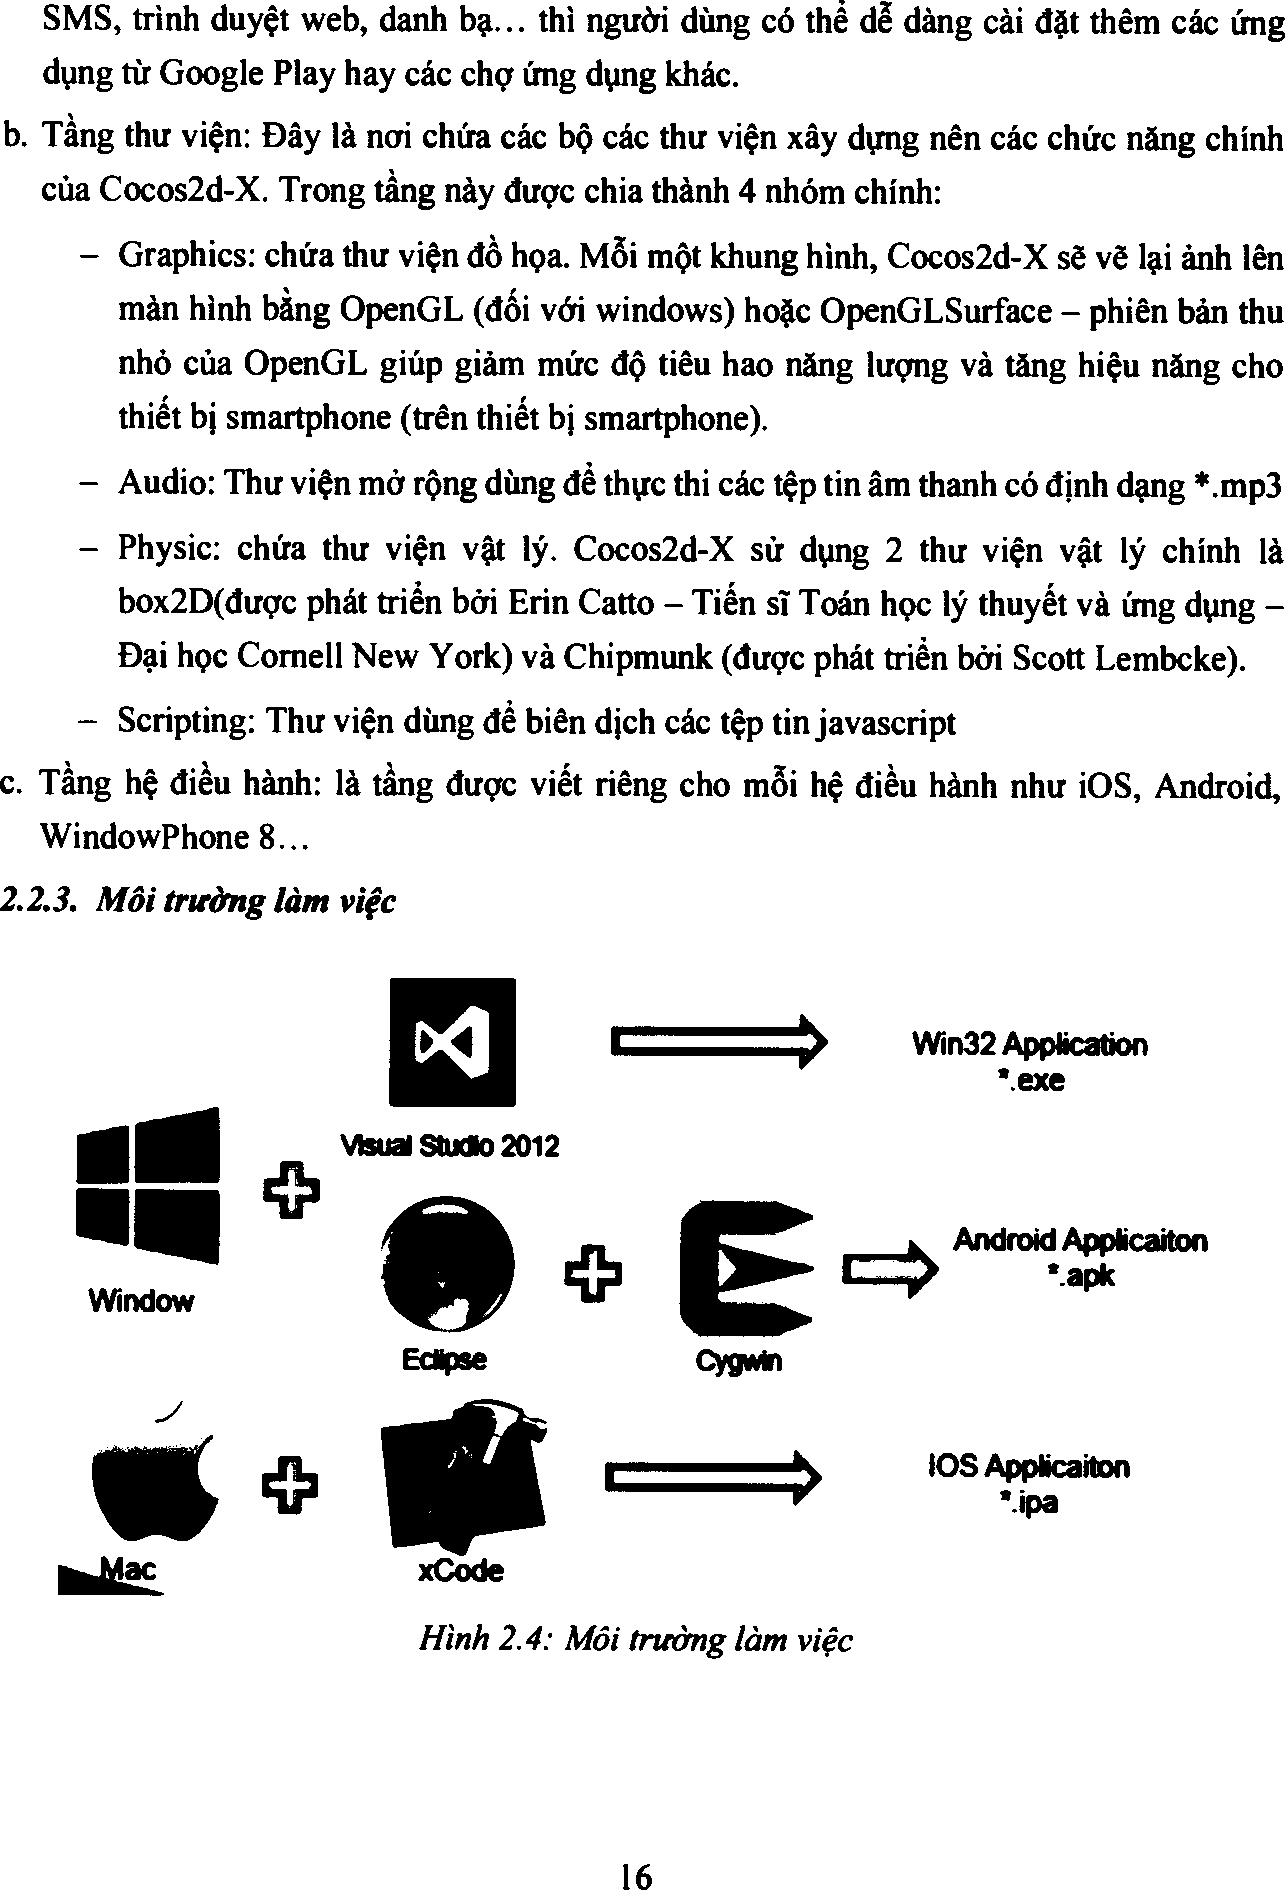 SMS, trình duyệt web, danh bạ... thì người dùng có thể dễ dàng cài đặt thêm các ứng
dụng từ Google Play hay các chợ ứng dụng khác.
b. Tầng thư viện: Đây là nơi chứa các bộ các thư viện xây dựng nên các chức năng chính
của Cocos2d-X. Trong tầng này được chia thành 4 nhóm chính:
– Graphics: chứa thư viện đồ họa. Mỗi một khung hình, Cocos2d-X sẽ vẽ lại ảnh lên
màn hình bằng OpenGL (đối với windows) hoặc OpenGLSurface – phiên bản thu
nhỏ của OpenGL giúp giảm mức độ tiêu hao năng lượng và tăng hiệu năng cho
thiết bị smartphone (trên thiết bị smartphone).
– Audio: Thư viện mở rộng dùng để thực thi các tệp tin âm thanh có định dạng *.mp3
– Physic: chứa thư viện vật lý. Cocos2d-X sử dụng 2 thư viện vật lý chính là
box2D(được phát triển bởi Erin Catto – Tiến sĩ Toán học lý thuyết và ứng dụng –
Đại học Cornell New York) và Chipmunk (được phát triển bởi Scott Lembcke).
– Scripting: Thư viện dùng để biên dịch các tệp tin javascript
c. Tầng hệ điều hành: là tầng được viết riêng cho mỗi hệ điều hành như iOS, Android,
WindowPhone 8...
2.2.3. Môi trường làm việc
Win32 Application
*.exe
Visual Studio 2012
Android Applicaiton
*.apk
Window
Eclipse
Cygwin
IOS Applicaiton
*.ipa
Mac
xCode
Hình 2.4: Môi trường làm việc
16